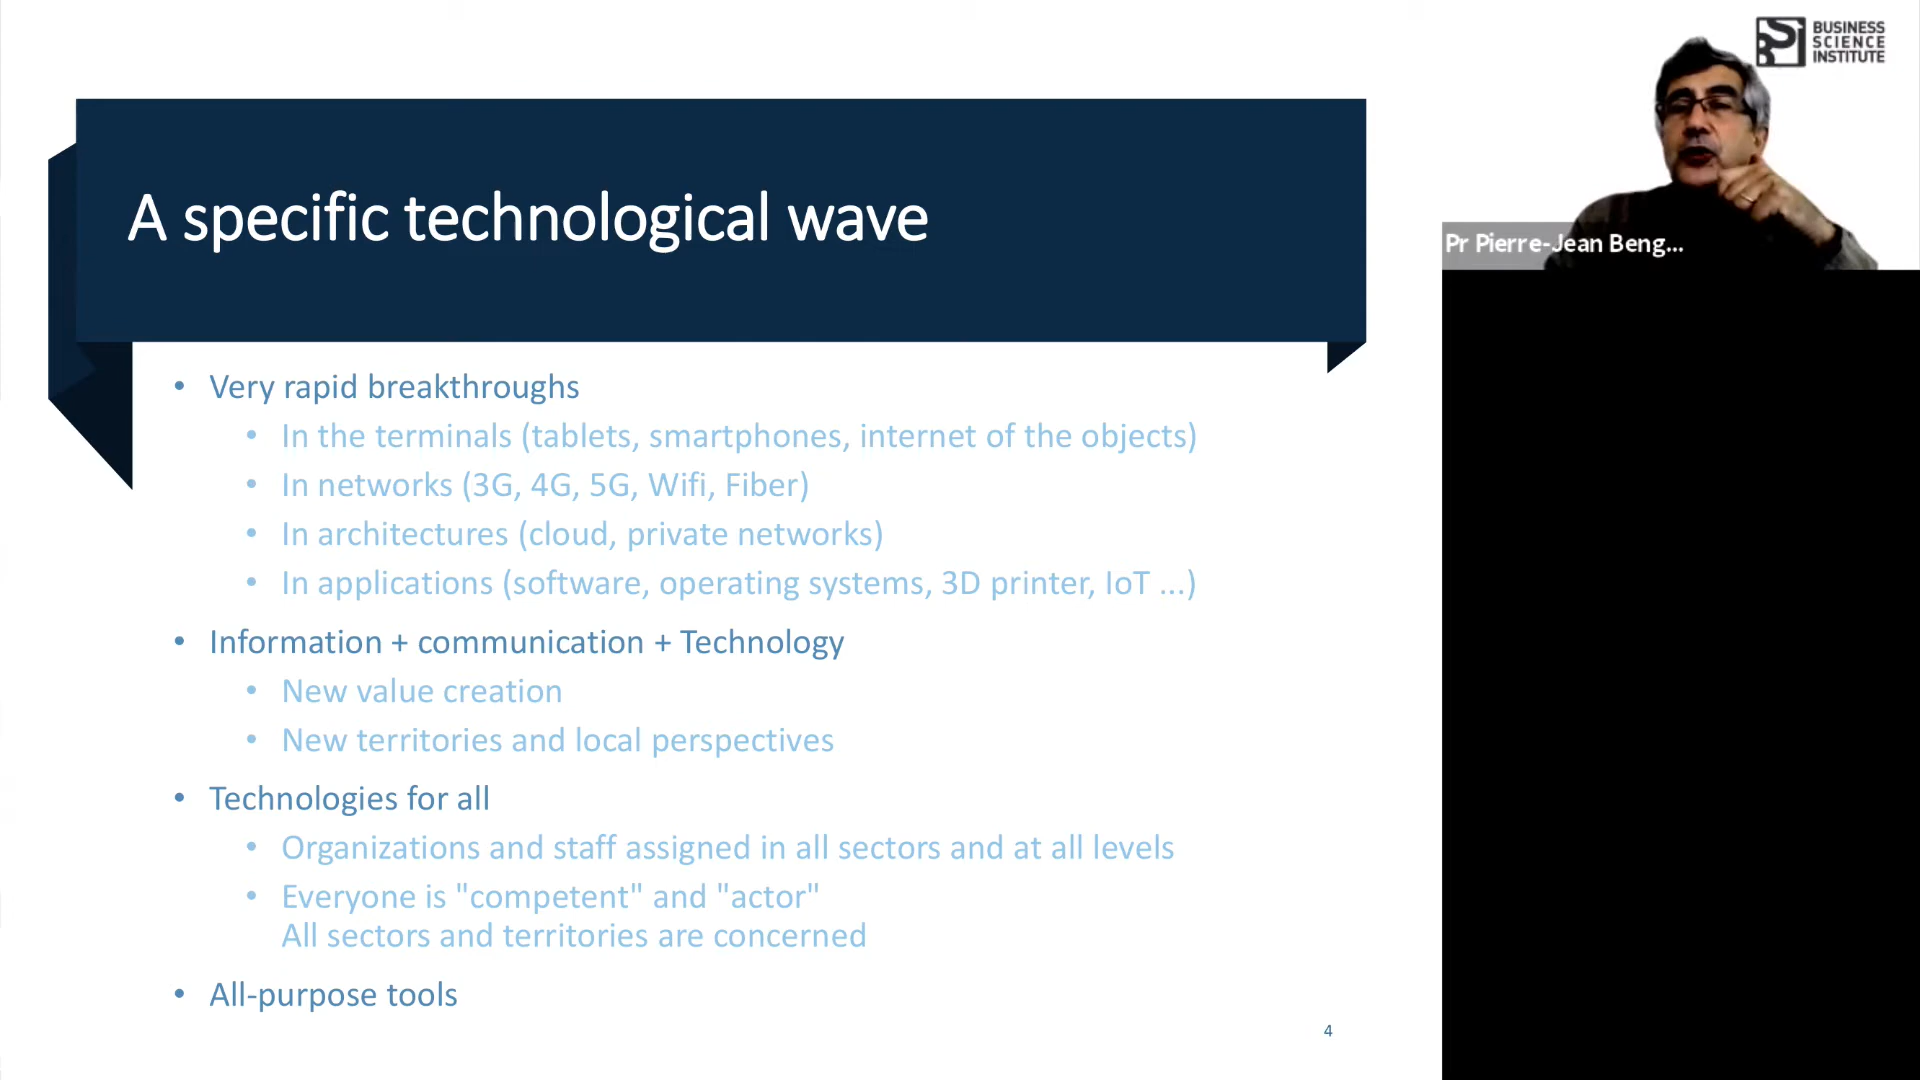 BUSINESS
SCIENCE
INSTITUTE
A specific technological wave
Pr Pierre-Jean Beng...
• Very rapid breakthroughs
• In the terminals (tablets, smartphones, internet of the objects)
• In networks (3G, 4G, 5G, Wifi, Fiber)
• In architectures (cloud, private networks)
• In applications (software, operating systems, 3D printer, IoT ...)
• Information + communication + Technology
• New value creation
• New territories and local perspectives
• Technologies for all
• Organizations and staff assigned in all sectors and at all levels
• Everyone is "competent" and "actor"
All sectors and territories are concerned
• All-purpose tools
4